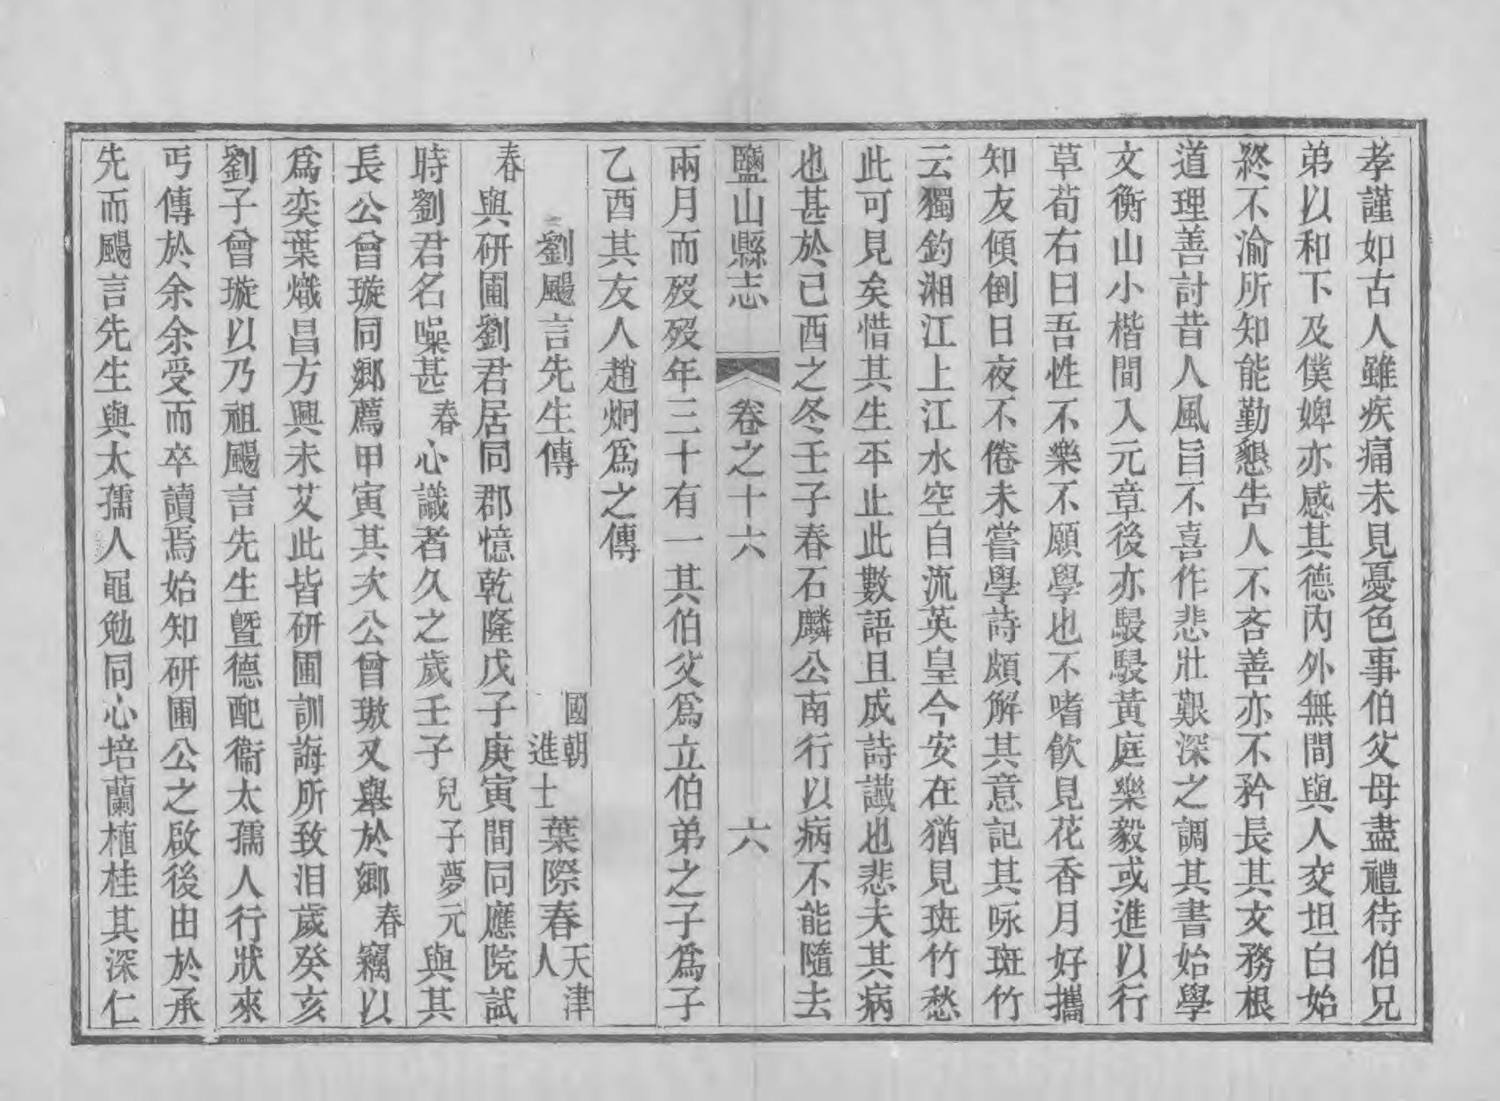 孝謹如古人雖疾痛未見憂色事伯父母盡禮待伯兄
弟以和下及僕婢亦感其德內外無間與人交坦白始
終不渝所知能勤懇告人不吝善亦不矜長其文務根
道理善討昔人風旨不喜作悲壯艱深之調其書始學
文衡山小楷間入元章後亦駸駸黃庭樂毅或進以行
草荀右曰吾性不樂不願學也不嗜飲見花香月好攜
知友傾倒日夜不倦未嘗學詩頗解其意記其咏斑竹
云獨釣湘江上江水空自流英皇今安在猶見斑竹愁
此可見矣惜其生平止此數語且成詩讖也悲夫其病
也甚於已酉之冬壬子春石麟公南行以病不能隨去
鹽山縣志 卷之十六 六
兩月而歿歿年三十有一其伯父爲立伯弟之子爲子
乙酉其友人趙炯爲之傳
劉颺言先生傳 國朝進士葉際春天津人
春與研圃劉君居同郡憶乾隆戊子庚寅間同應院試
時劉君名噪甚春心識者久之歲壬子兒子夢元與其
長公曾璇同鄉薦甲寅其次公曾璈又舉於鄉春竊以
爲奕葉熾昌方興未艾此皆研圃訓誨所致洎歲癸亥
劉子曾璇以乃祖颺言先生曁德配衞太孺人行狀來
丐傳於余余受而卒讀焉始知研圃公之啟後由於承
先而颺言先生與太孺人黽勉同心培蘭植桂其深仁